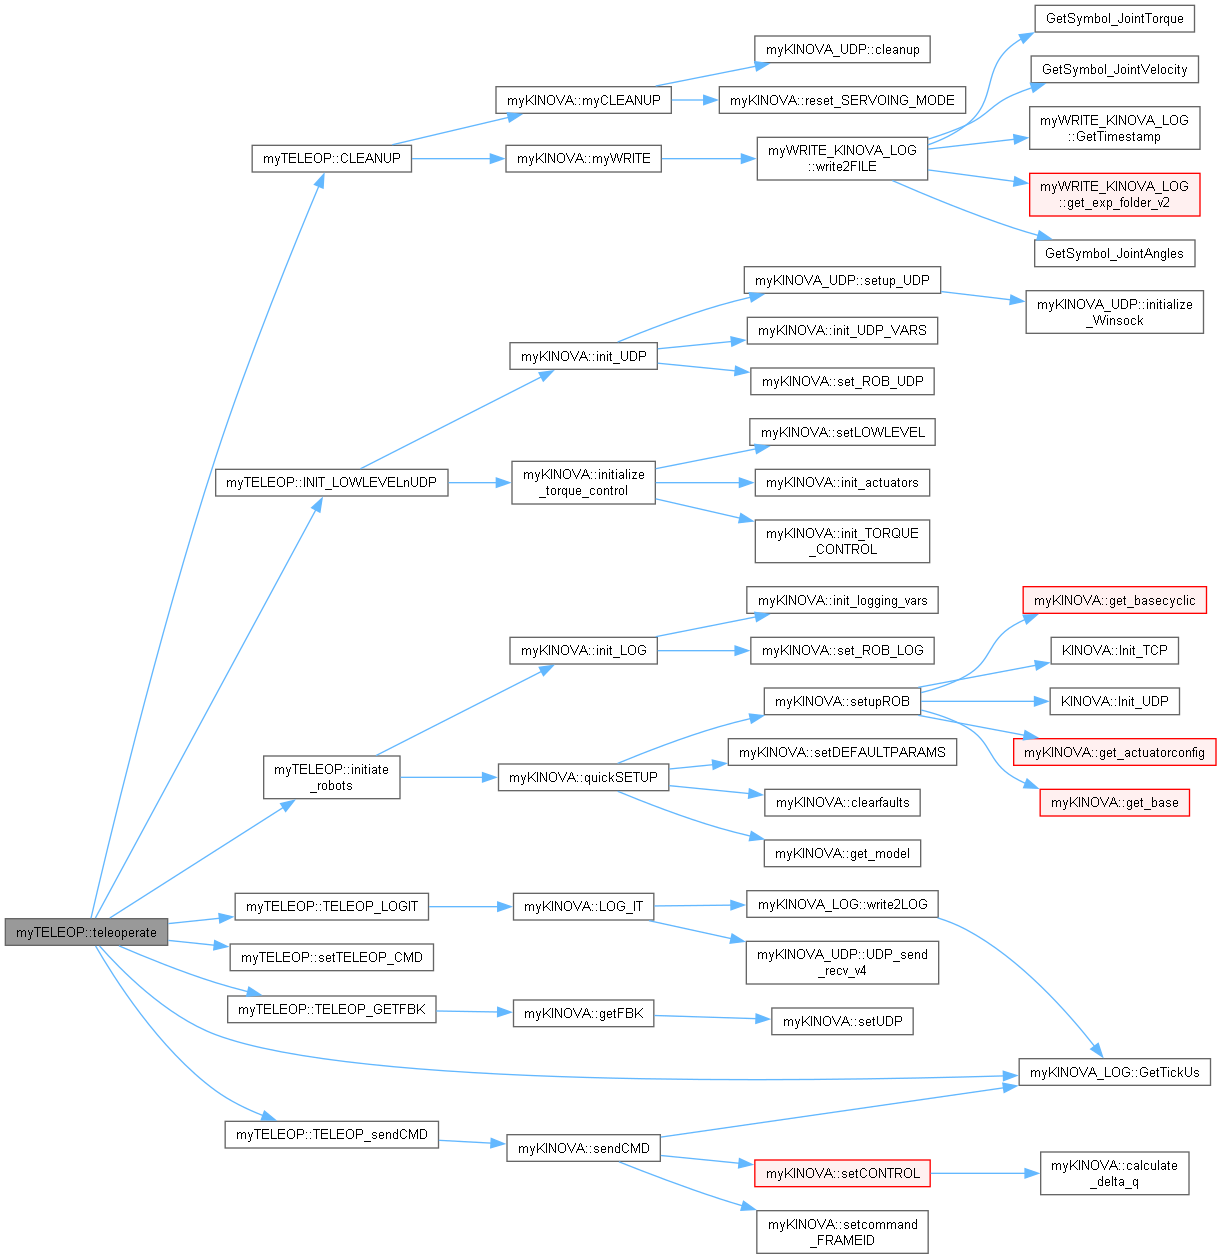 GetSymbol_JointTorque
myKINOVA_UDP::cleanup
GetSymbol_JointVelocity
myKINOVA::myCLEANUP
myKINOVA::reset_SERVOING_MODE
myWRITE_KINOVA_LOG
::GetTimestamp
myTELEOP::CLEANUP
myKINOVA::myWRITE
myWRITE_KINOVA_LOG
::write2FILE
myWRITE_KINOVA_LOG
::get_exp_folder_v2
GetSymbol_JointAngles
myKINOVA_UDP::setup_UDP
myKINOVA_UDP::initialize
_Winsock
myKINOVA::init_UDP_VARS
myKINOVA::init_UDP
myKINOVA::set_ROB_UDP
myKINOVA::setLOWLEVEL
myTELEOP::INIT_LOWLEVELnUDP
myKINOVA::initialize
_torque_control
myKINOVA::init_actuators
myKINOVA::init_TORQUE
_CONTROL
myKINOVA::init_logging_vars
myKINOVA::get_basecyclic
myKINOVA::init_LOG
myKINOVA::set_ROB_LOG
KINOVA::Init_TCP
myKINOVA::setupROB
KINOVA::Init_UDP
myKINOVA::setDEFAULTPARAMS
myKINOVA::get_actuatorconfig
myTELEOP::initiate
_robots
myKINOVA::quickSETUP
myKINOVA::clearfaults
myKINOVA::get_base
myKINOVA::get_model
myTELEOP::TELEOP_LOGIT
myKINOVA::LOG_IT
myKINOVA_LOG::write2LOG
myTELEOP::teleoperate
myTELEOP::setTELEOP_CMD
myKINOVA_UDP::UDP_send
_recv_v4
myTELEOP::TELEOP_GETFBK
myKINOVA::getFBK
myKINOVA::setUDP
myKINOVA_LOG::GetTickUs
myTELEOP::TELEOP_sendCMD
myKINOVA::sendCMD
myKINOVA::setCONTROL
myKINOVA::calculate
_delta_q
myKINOVA::setcommand
_FRAMEID